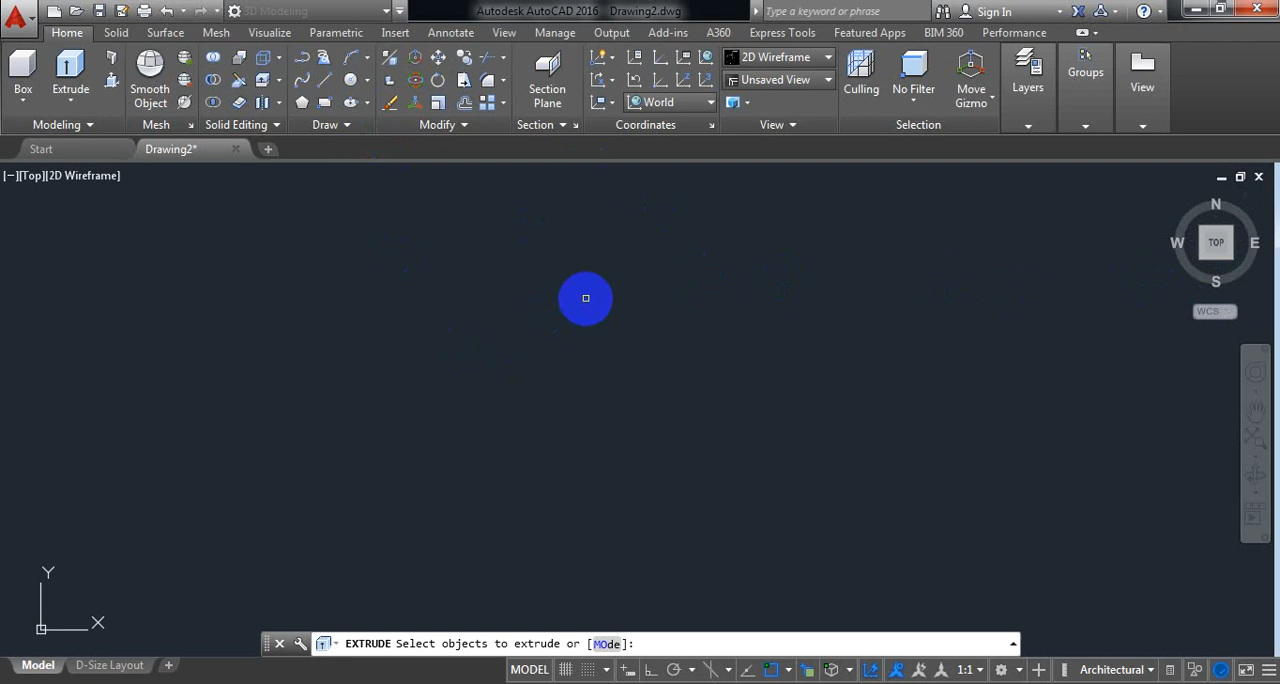 3D Modeling
Autodesk AutoCAD 2016 Drawing2.dwg
Type a keyword or phrase
Sign In
Home Solid Surface Mesh Visualize Parametric Insert Annotate View Manage Output Add-ins A360 Express Tools Featured Apps BIM 360 Performance
2D Wireframe
Unsaved View
World
Box
Extrude
Smooth
Object
Section
Plane
Culling
No Filter
Move
Gizmo
Layers
Groups
View
Modeling
Mesh
Solid Editing
Draw
Modify
Section
Coordinates
View
Selection
Start
Drawing2*
[−][Top][2D Wireframe]
N
W TOP E
S
WCS
Y
X
EXTRUDE Select objects to extrude or [MOde]:
Model D-Size Layout
MODEL
1:1
Architectural